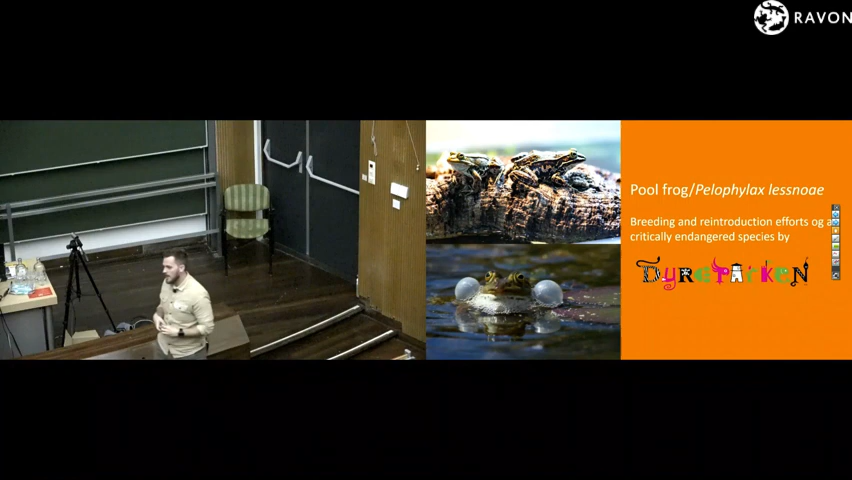 RAVON
Pool frog/Pelophylax lessnoae
Breeding and reintroduction efforts og a
critically endangered species by
DYREPARKEN